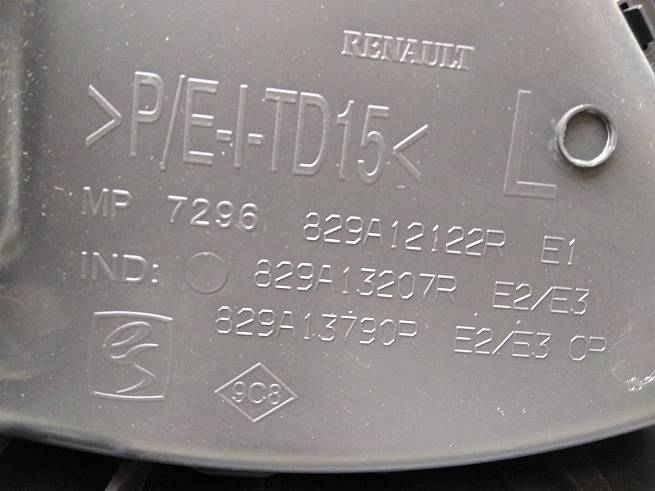 RENAULT
>P/E-I-TD15< L
MP 7296 829A12122R E1
IND: 829A13207R E2/E3
829A13790R E2/E3 OP
9C8